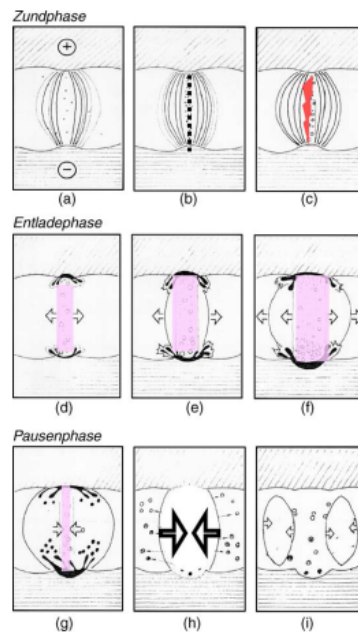 Zundphase
+
−
(a) (b) (c)
Entladephase
(d) (e) (f)
Pausenphase
(g) (h) (i)